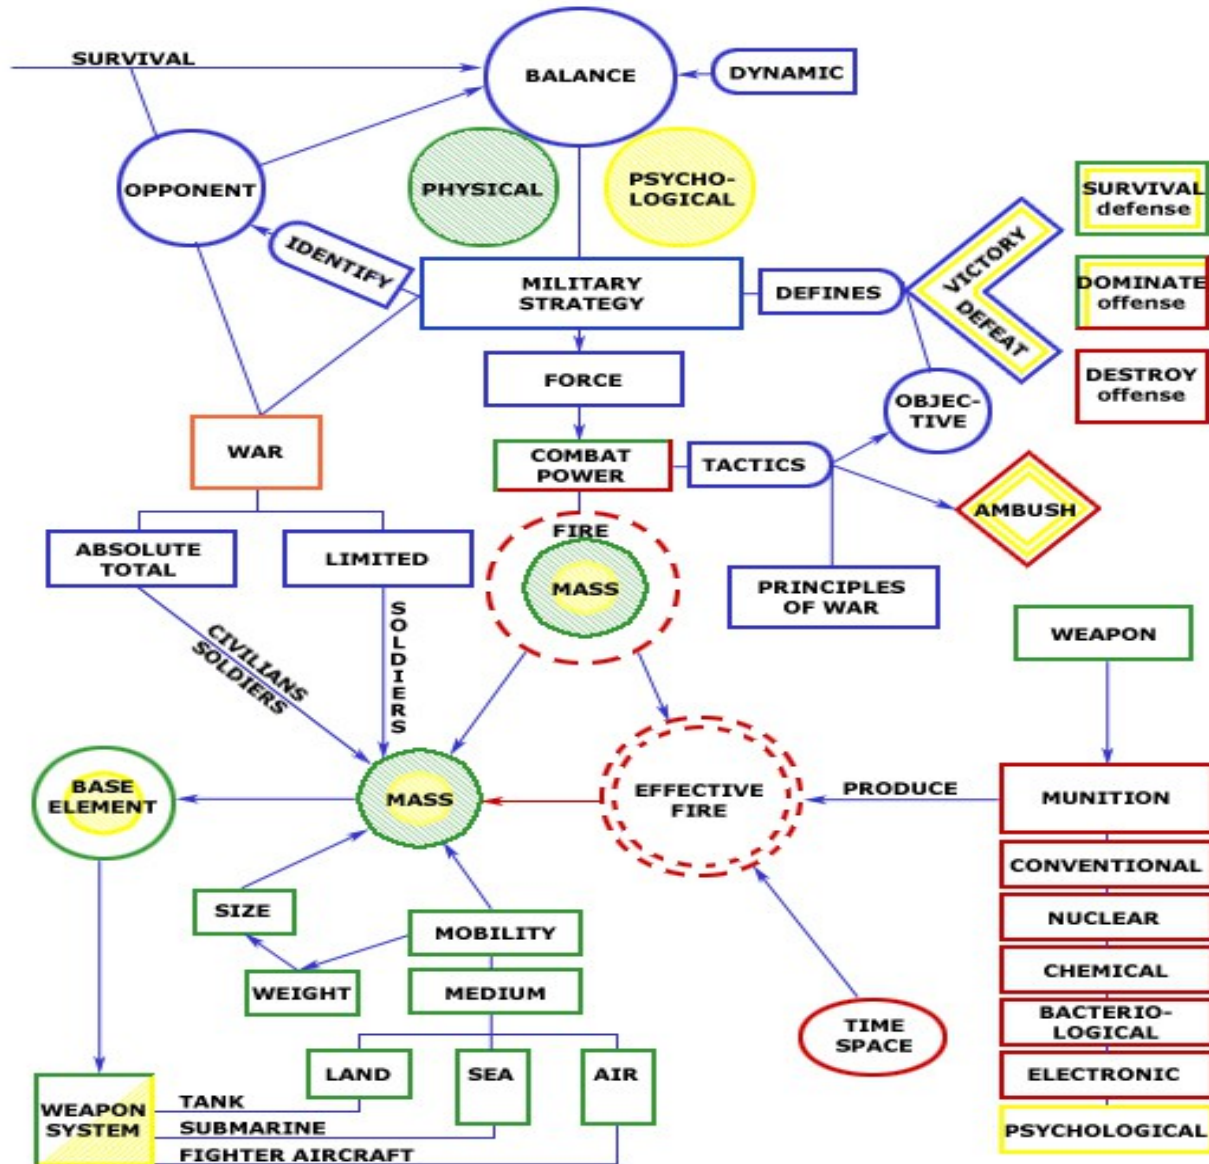 SURVIVAL
BALANCE
DYNAMIC
OPPONENT
PHYSICAL
PSYCHO-
LOGICAL
SURVIVAL
defense
IDENTIFY
MILITARY
STRATEGY
DEFINES
VICTORY
DEFEAT
DOMINATE
offense
FORCE
OBJEC-
TIVE
DESTROY
offense
WAR
COMBAT
POWER
TACTICS
AMBUSH
ABSOLUTE
TOTAL
LIMITED
FIRE
MASS
PRINCIPLES
OF WAR
CIVILIANS
SOLDIERS
SOLDIERS
WEAPON
BASE
ELEMENT
MASS
EFFECTIVE
FIRE
PRODUCE
MUNITION
CONVENTIONAL
NUCLEAR
CHEMICAL
BACTERIO-
LOGICAL
ELECTRONIC
PSYCHOLOGICAL
SIZE
MOBILITY
WEIGHT
MEDIUM
TIME
SPACE
LAND
SEA
AIR
WEAPON
SYSTEM
TANK
SUBMARINE
FIGHTER AIRCRAFT